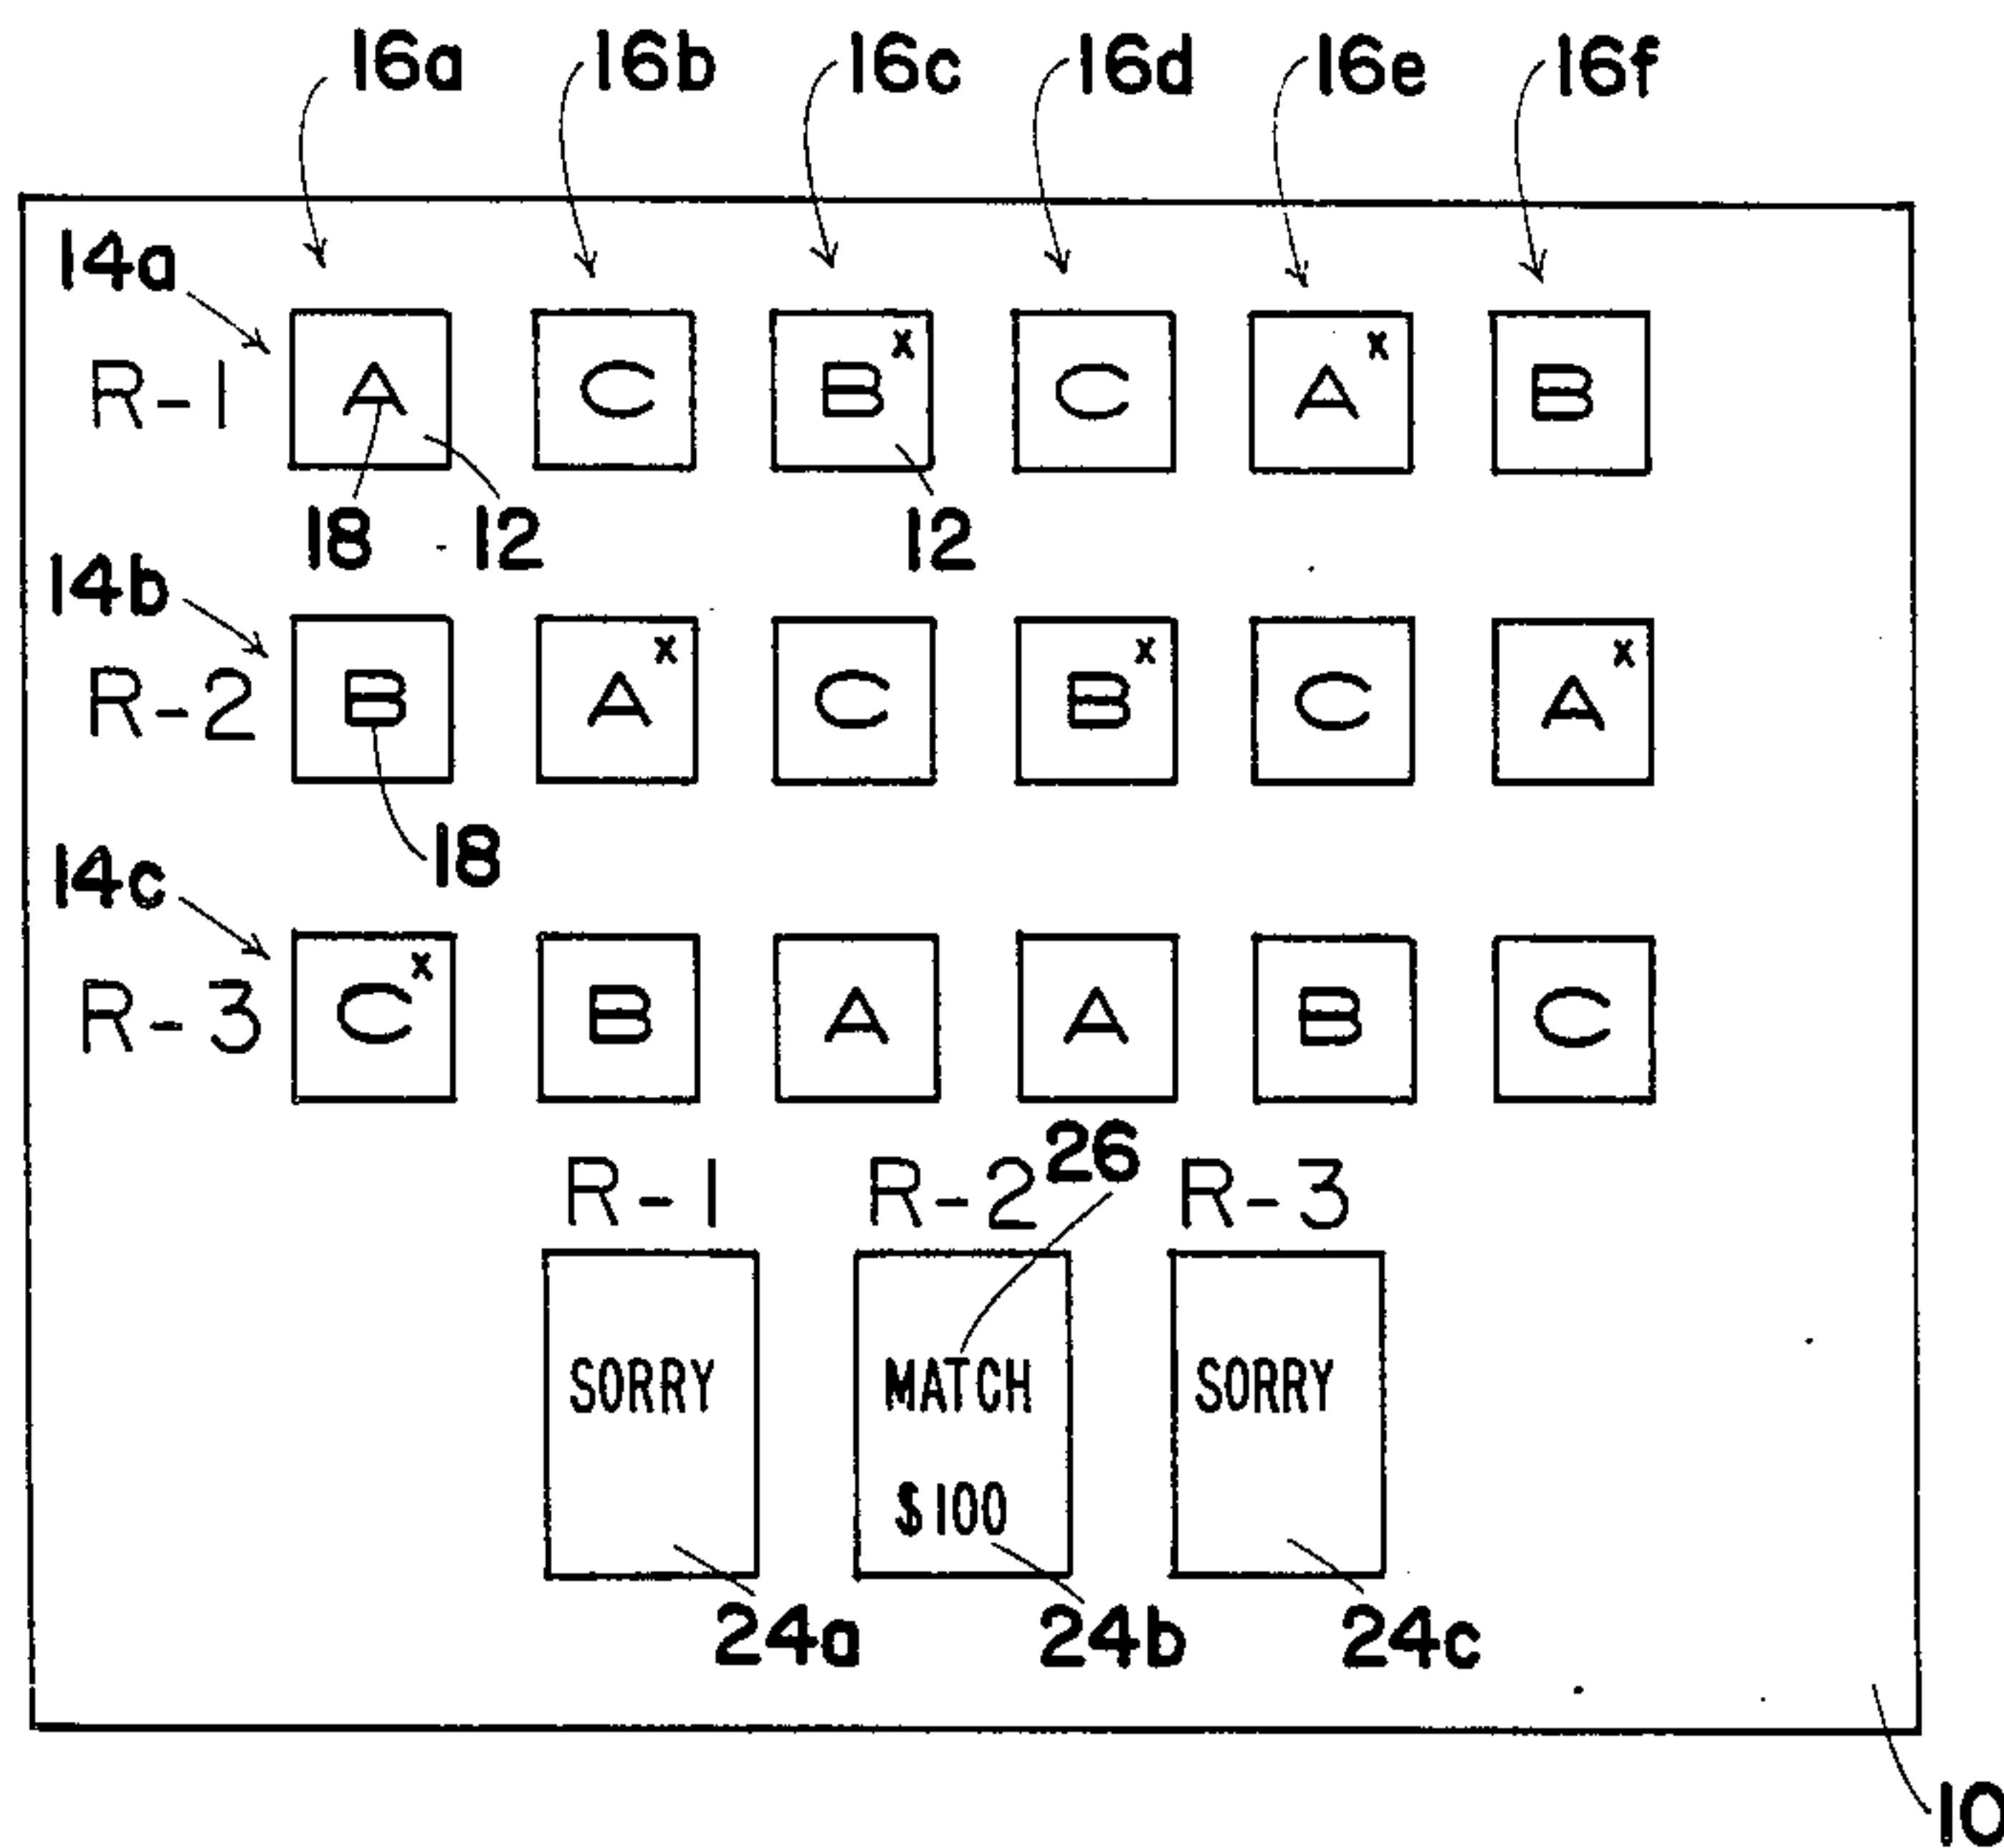 16a 16b 16c 16d 16e 16f
14a
R-1 A C B x C A x B
18 12 12
14b
R-2 B A x C B x C A x
18
14c
R-3 C x B A A B C
26
R-1 R-2 R-3
SORRY MATCH SORRY
$100
24a 24b 24c
10